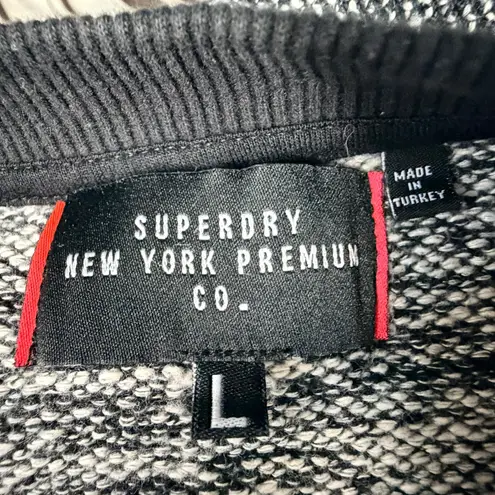 SUPERDRY
NEW YORK PREMIUM
CO.
MADE
IN
TURKEY
L